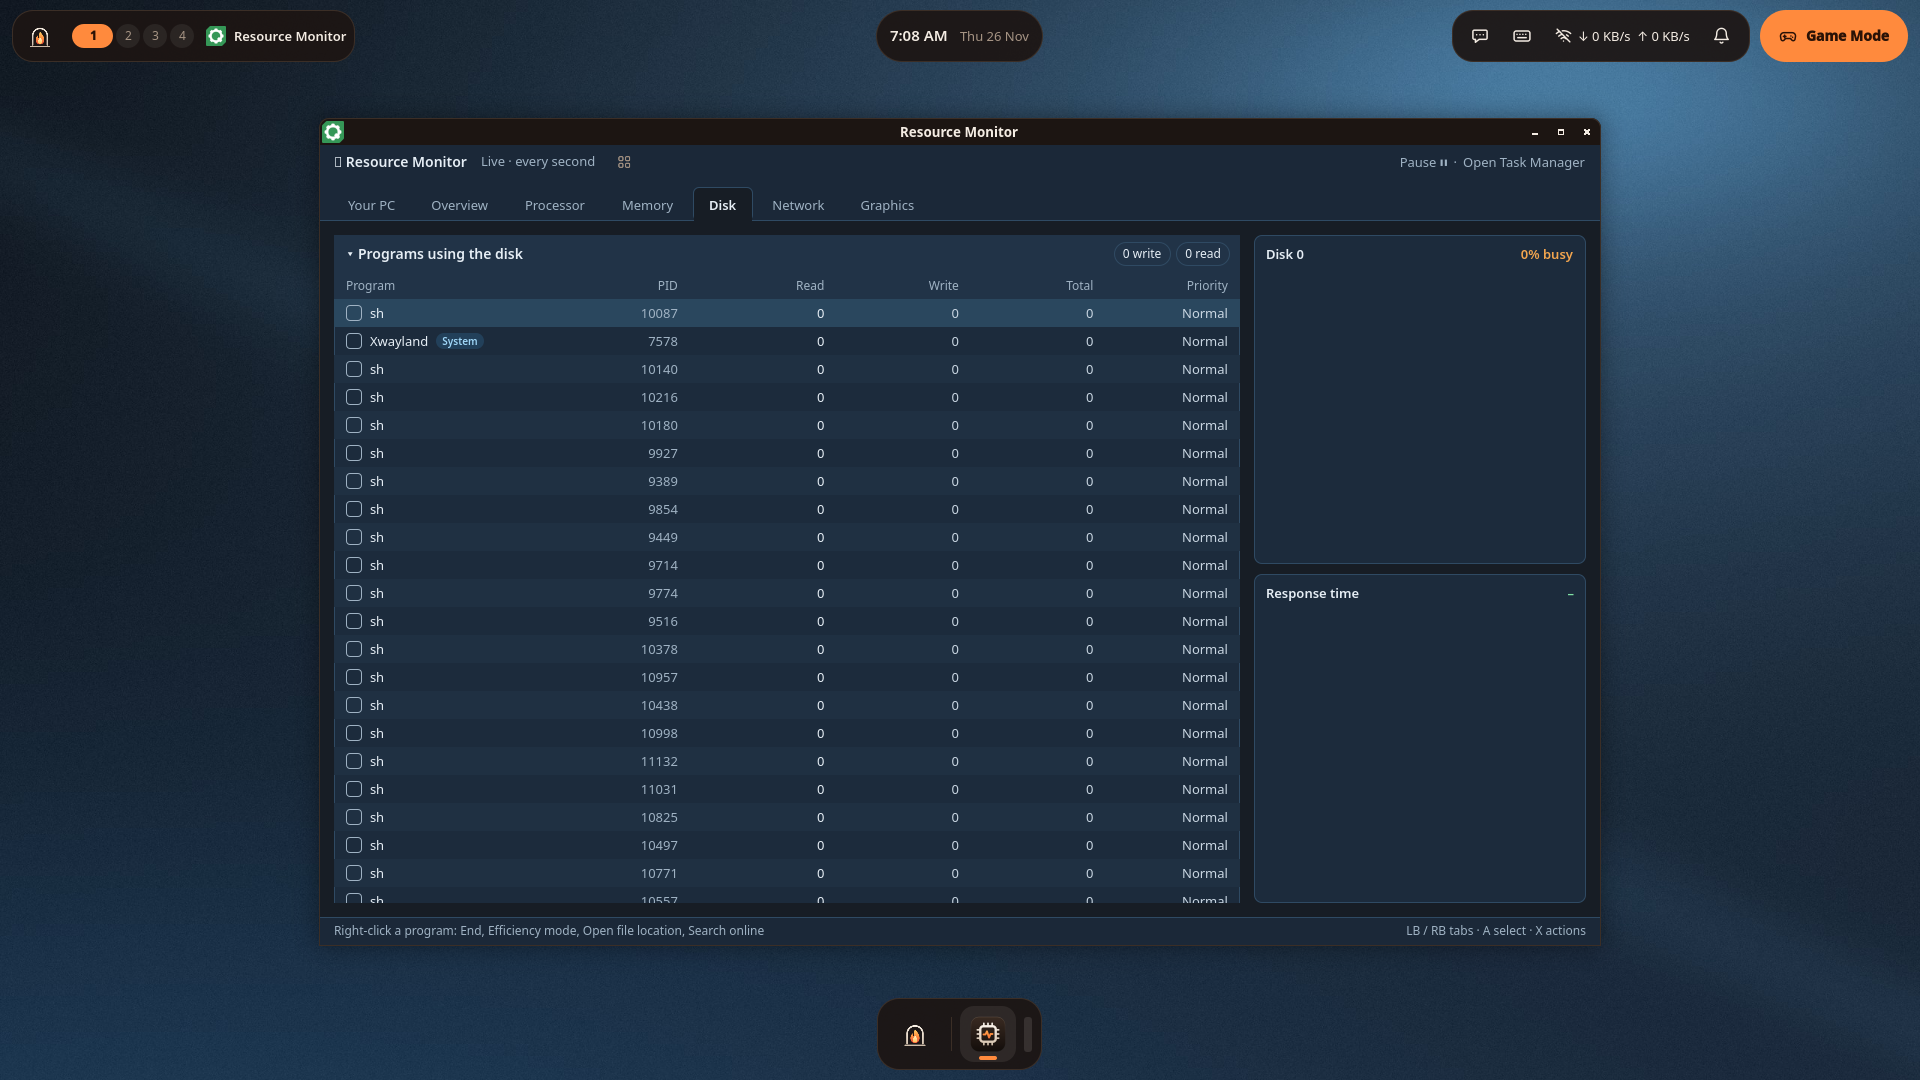 1 2 3 4 Resource Monitor
7:08 AM Thu 26 Nov
↓ 0 KB/s ↑ 0 KB/s
Game Mode
Resource Monitor
Resource Monitor Live · every second
Pause · Open Task Manager
Your PC Overview Processor Memory Disk Network Graphics
Programs using the disk 0 write 0 read
Program PID Read Write Total Priority
sh 10087 0 0 0 Normal
Xwayland System 7578 0 0 0 Normal
sh 10140 0 0 0 Normal
sh 10216 0 0 0 Normal
sh 10180 0 0 0 Normal
sh 9927 0 0 0 Normal
sh 9389 0 0 0 Normal
sh 9854 0 0 0 Normal
sh 9449 0 0 0 Normal
sh 9714 0 0 0 Normal
sh 9774 0 0 0 Normal
sh 9516 0 0 0 Normal
sh 10378 0 0 0 Normal
sh 10957 0 0 0 Normal
sh 10438 0 0 0 Normal
sh 10998 0 0 0 Normal
sh 11132 0 0 0 Normal
sh 11031 0 0 0 Normal
sh 10825 0 0 0 Normal
sh 10497 0 0 0 Normal
sh 10771 0 0 0 Normal
sh 10557 0 0 0 Normal
Disk 0 0% busy
Response time –
Right-click a program: End, Efficiency mode, Open file location, Search online
LB / RB tabs · A select · X actions